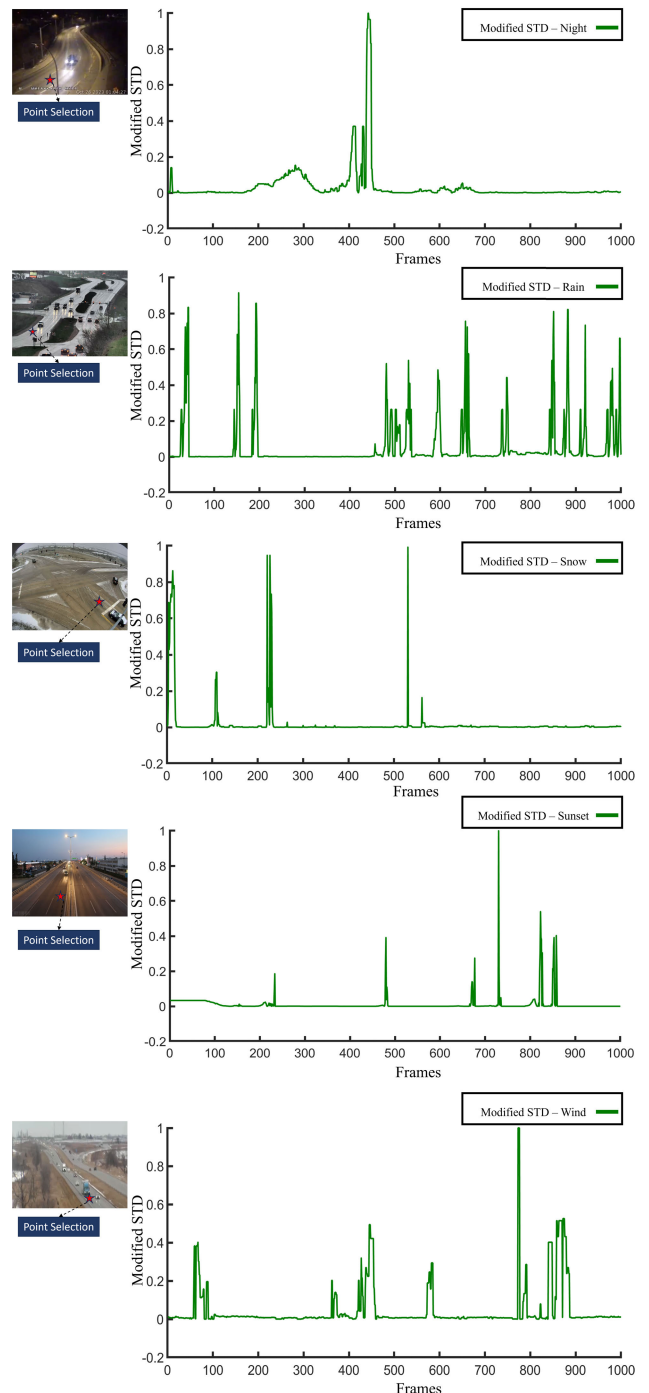 Modified STD – Night
1
0.8
0.6
0.4
0.2
0
-0.2
Modified STD
0 100 200 300 400 500 600 700 800 900 1000
Frames
Point Selection
Modified STD – Rain
1
0.8
0.6
0.4
0.2
0
-0.2
Modified STD
0 100 200 300 400 500 600 700 800 900 1000
Frames
Point Selection
Modified STD – Snow
1
0.8
0.6
0.4
0.2
0
-0.2
Modified STD
0 100 200 300 400 500 600 700 800 900 1000
Frames
Point Selection
Modified STD – Sunset
1
0.8
0.6
0.4
0.2
0
-0.2
Modified STD
0 100 200 300 400 500 600 700 800 900 1000
Frames
Point Selection
Modified STD – Wind
1
0.8
0.6
0.4
0.2
0
-0.2
Modified STD
0 100 200 300 400 500 600 700 800 900 1000
Frames
Point Selection